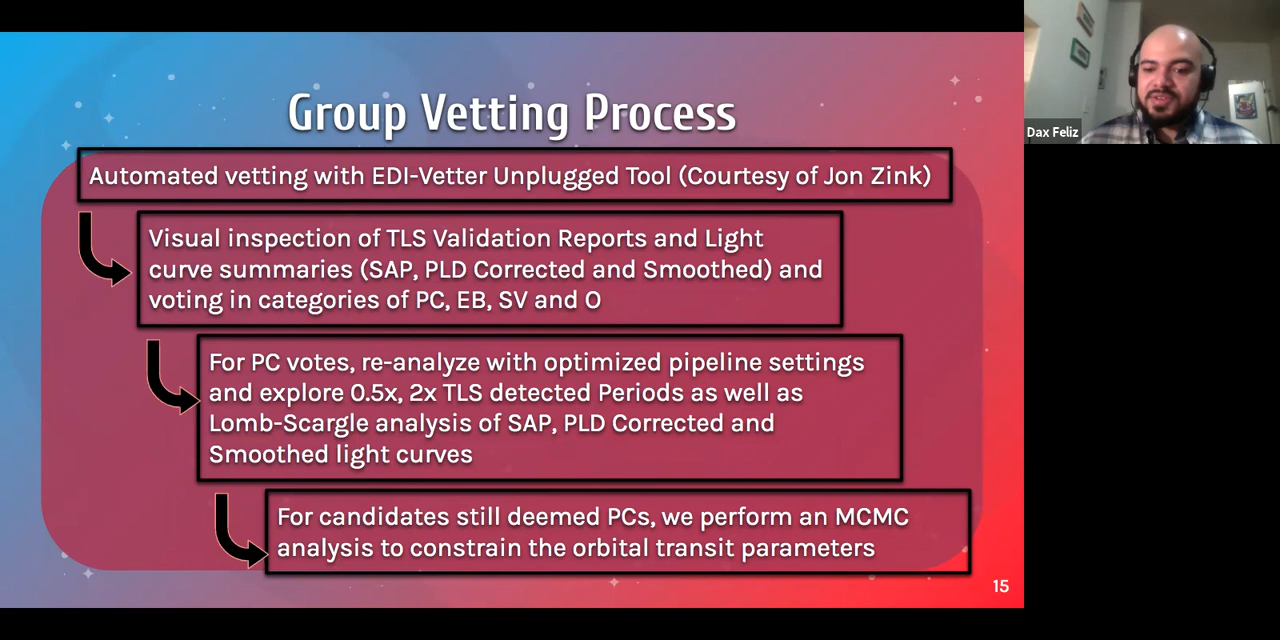 Group Vetting Process
Automated vetting with EDI-Vetter Unplugged Tool (Courtesy of Jon Zink)
Visual inspection of TLS Validation Reports and Light
curve summaries (SAP, PLD Corrected and Smoothed) and
voting in categories of PC, EB, SV and O
For PC votes, re-analyze with optimized pipeline settings
and explore 0.5x, 2x TLS detected Periods as well as
Lomb-Scargle analysis of SAP, PLD Corrected and
Smoothed light curves
For candidates still deemed PCs, we perform an MCMC
analysis to constrain the orbital transit parameters
15
Dax Feliz